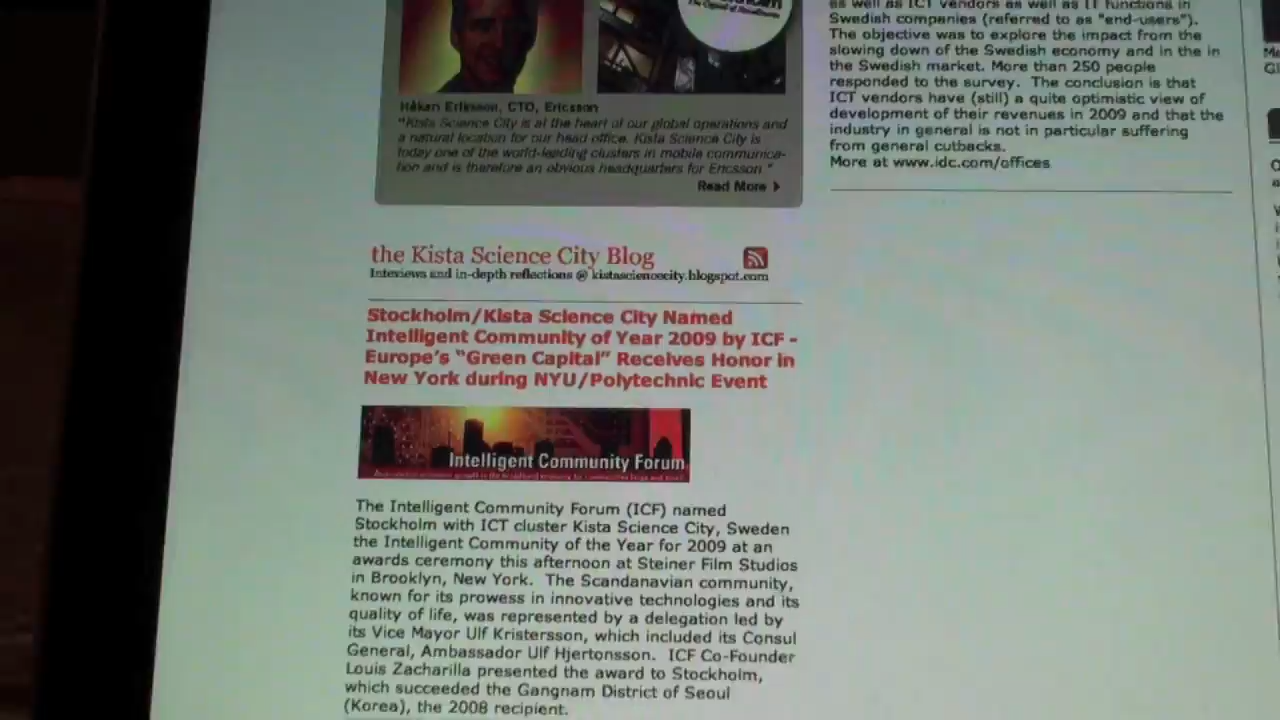 Håkan Eriksson, CTO, Ericsson
"Kista Science City is at the heart of our global operations and
a natural location for our head office. Kista Science City is
today one of the world-leading clusters in mobile communica-
tion and is therefore an obvious headquarters for Ericsson."
Read More
the Kista Science City Blog
Interviews and in-depth reflections @ kistasciencecity.blogspot.com
Stockholm/Kista Science City Named
Intelligent Community of Year 2009 by ICF -
Europe's "Green Capital" Receives Honor in
New York during NYU/Polytechnic Event
Intelligent Community Forum
The Intelligent Community Forum (ICF) named
Stockholm with ICT cluster Kista Science City, Sweden
the Intelligent Community of the Year for 2009 at an
awards ceremony this afternoon at Steiner Film Studios
in Brooklyn, New York. The Scandanavian community,
known for its prowess in innovative technologies and its
quality of life, was represented by a delegation led by
its Vice Mayor Ulf Kristersson, which included its Consul
General, Ambassador Ulf Hjertonsson. ICF Co-Founder
Louis Zacharilla presented the award to Stockholm,
which succeeded the Gangnam District of Seoul
(Korea), the 2008 recipient.
as well as ICT vendors as well as IT functions in
Swedish companies (referred to as "end-users").
The objective was to explore the impact from the
slowing down of the Swedish economy and in the in
the Swedish market. More than 250 people
responded to the survey. The conclusion is that
ICT vendors have (still) a quite optimistic view of
development of their revenues in 2009 and that the
industry in general is not in particular suffering
from general cutbacks.
More at www.idc.com/offices